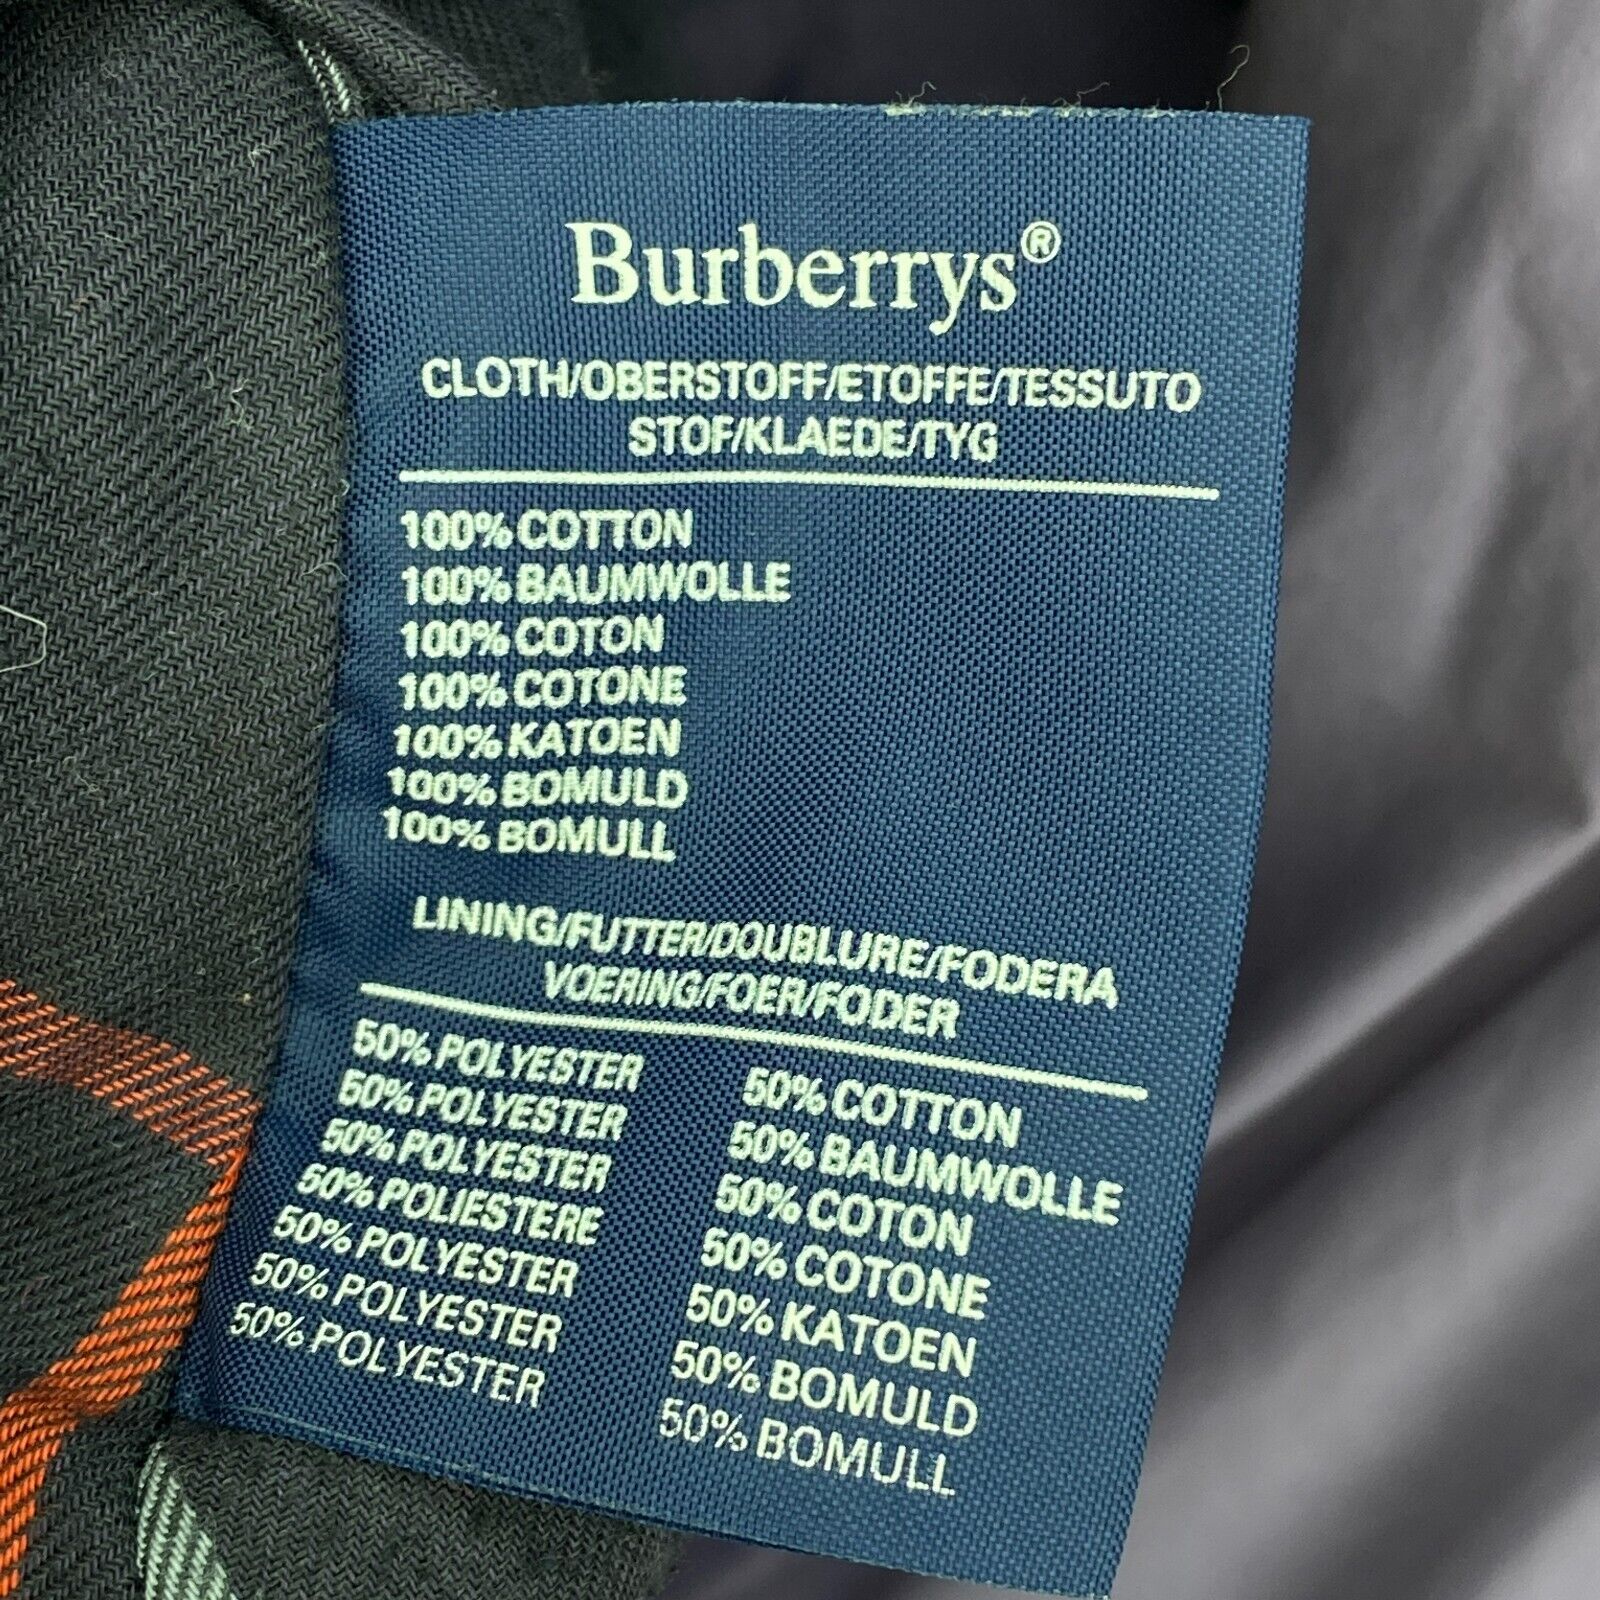 Burberrys®
CLOTH/OBERSTOFF/ETOFFE/TESSUTO
STOF/KLAEDE/TYG
100% COTTON
100% BAUMWOLLE
100% COTON
100% COTONE
100% KATOEN
100% BOMULD
100% BOMULL
LINING/FUTTER/DOUBLURE/FODERA
VOERING/FOER/FODER
50% POLYESTER 50% COTTON
50% POLYESTER 50% BAUMWOLLE
50% POLYESTER 50% COTON
50% POLIESTERE 50% COTONE
50% POLYESTER 50% KATOEN
50% POLYESTER 50% BOMULD
50% POLYESTER 50% BOMULL